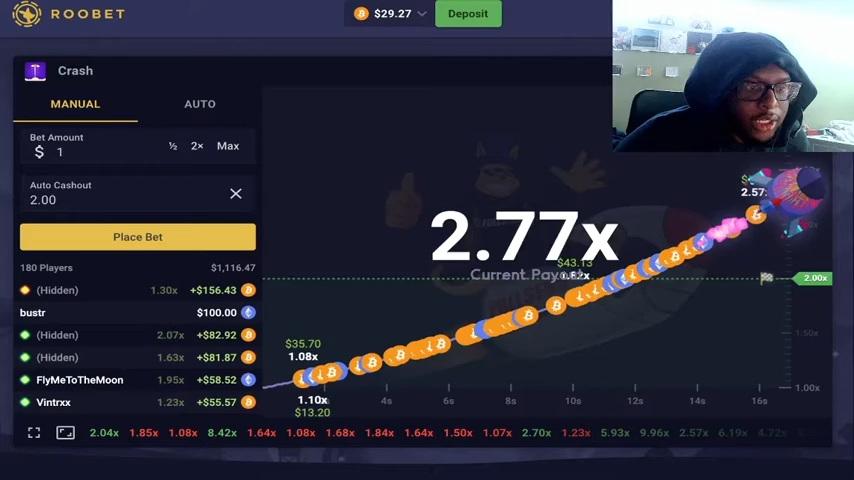 ROOBET
$29.27
Deposit
Crash
MANUAL
AUTO
Bet Amount
$ 1
½
2×
Max
Auto Cashout
2.00
Place Bet
180 Players
$1,116.47
(Hidden) 1.30x +$156.43
bustr $100.00
(Hidden) 2.07x +$82.92
(Hidden) 1.63x +$81.87
FlyMeToTheMoon 1.95x +$58.52
Vintrxx 1.23x +$55.57
2.77x
Current Payout
$43.13
2.57
2.00x
1.50x
1.00x
$35.70
1.08x
1.10x
$13.20
4s
6s
8s
10s
12s
14s
16s
2.04x 1.85x 1.08x 8.42x 1.64x 1.08x 1.68x 1.84x 1.64x 1.50x 1.07x 2.70x 1.23x 5.93x 9.96x 2.57x 6.19x 4.72x